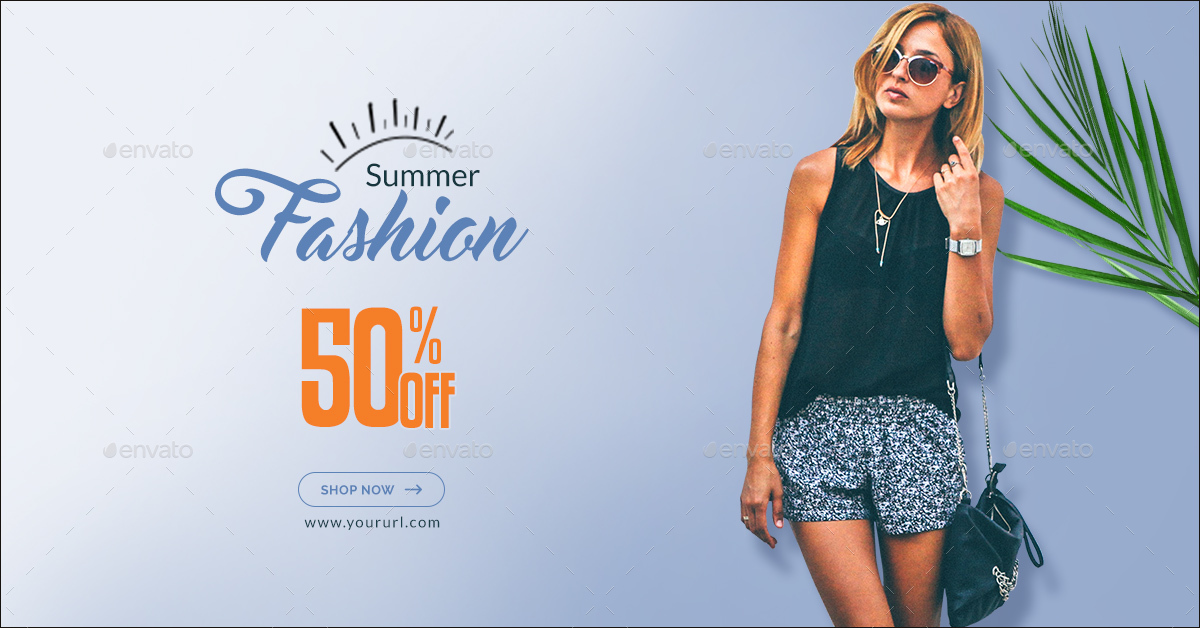 Summer
Fashion
50%
OFF
SHOP NOW
www.yoururl.com
envato
envato
envato
envato
envato
envato
envato
envato